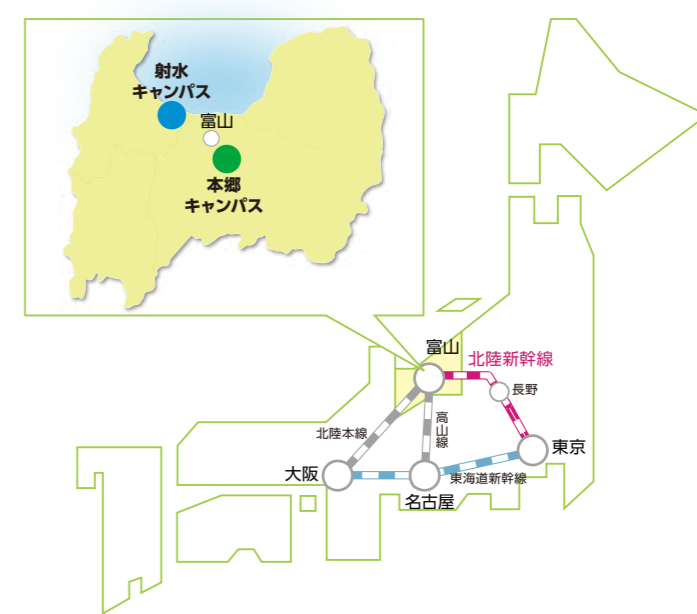 射水
キャンパス
富山
本郷
キャンパス
富山
北陸新幹線
長野
北陸本線
高山線
東京
大阪
東海道新幹線
名古屋